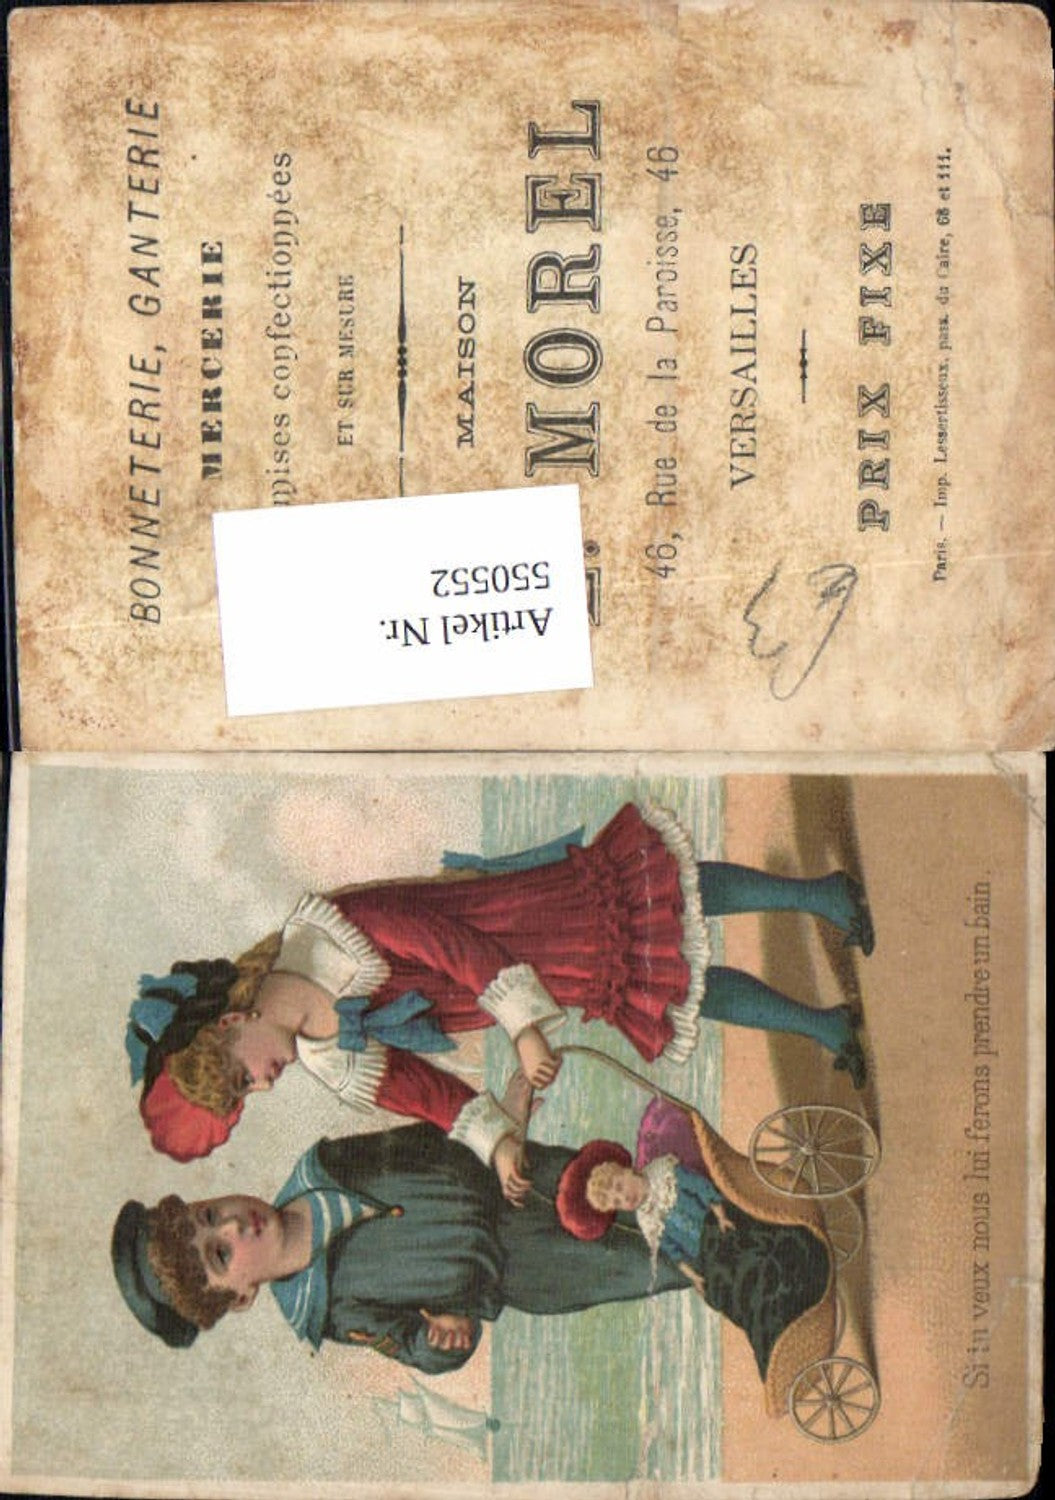 BONNETERIE, GANTERIE
MERCERIE
mises confectionnées
ET SUR MESURE
MAISON
MOREL
46, Rue de la Paroisse, 46
VERSAILLES
PRIX FIXE
Paris. — Imp. Lessertisseux, pass. du Caire, 68 et 111.
Artikel Nr.
550552
Si tu veux nous lui ferons prendre un bain.